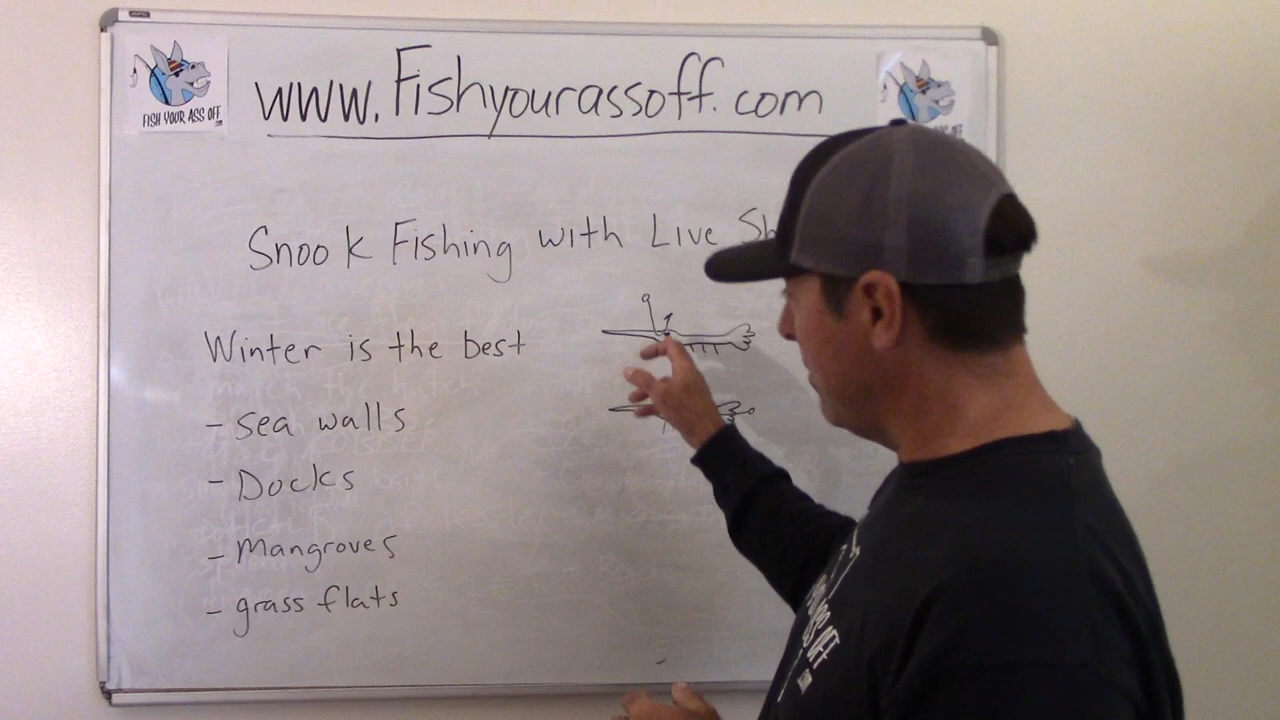 www.Fishyourassoff.com
FISH YOUR ASS OFF
.com
Snook Fishing with Live
Winter is the best
- sea walls
- Docks
- Mangroves
- grass flats